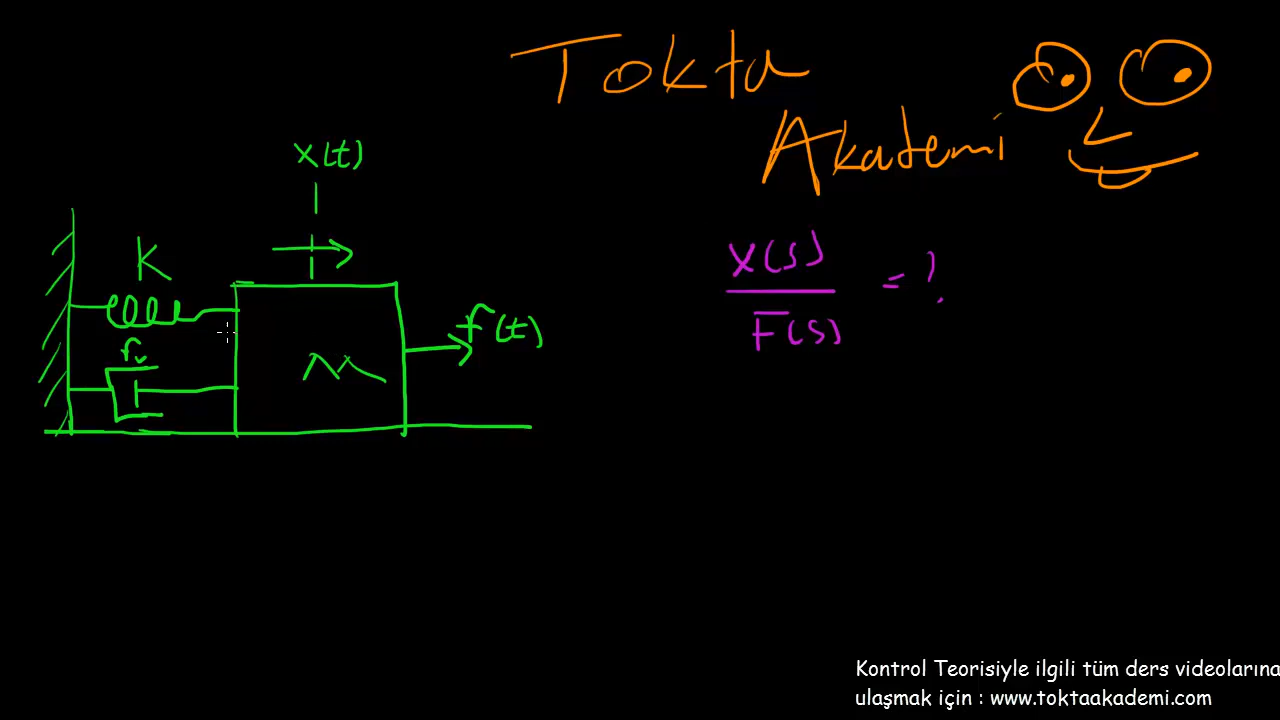 Tokta
Akademi
x(t)
K
fv
M
f(t)
X(s)
F(s)
= ?
Kontrol Teorisiyle ilgili tüm ders videolarına
ulaşmak için : www.toktaakademi.com